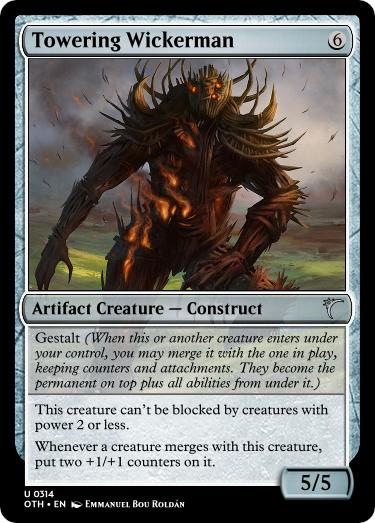 Towering Wickerman 6
Artifact Creature — Construct
Gestalt (When this or another creature enters under
your control, you may merge it with the one in play,
keeping counters and attachments. They become the
permanent on top plus all abilities from under it.)
This creature can't be blocked by creatures with
power 2 or less.
Whenever a creature merges with this creature,
put two +1/+1 counters on it.
5/5
U 0314
OTH • EN Emmanuel Bou Roldán